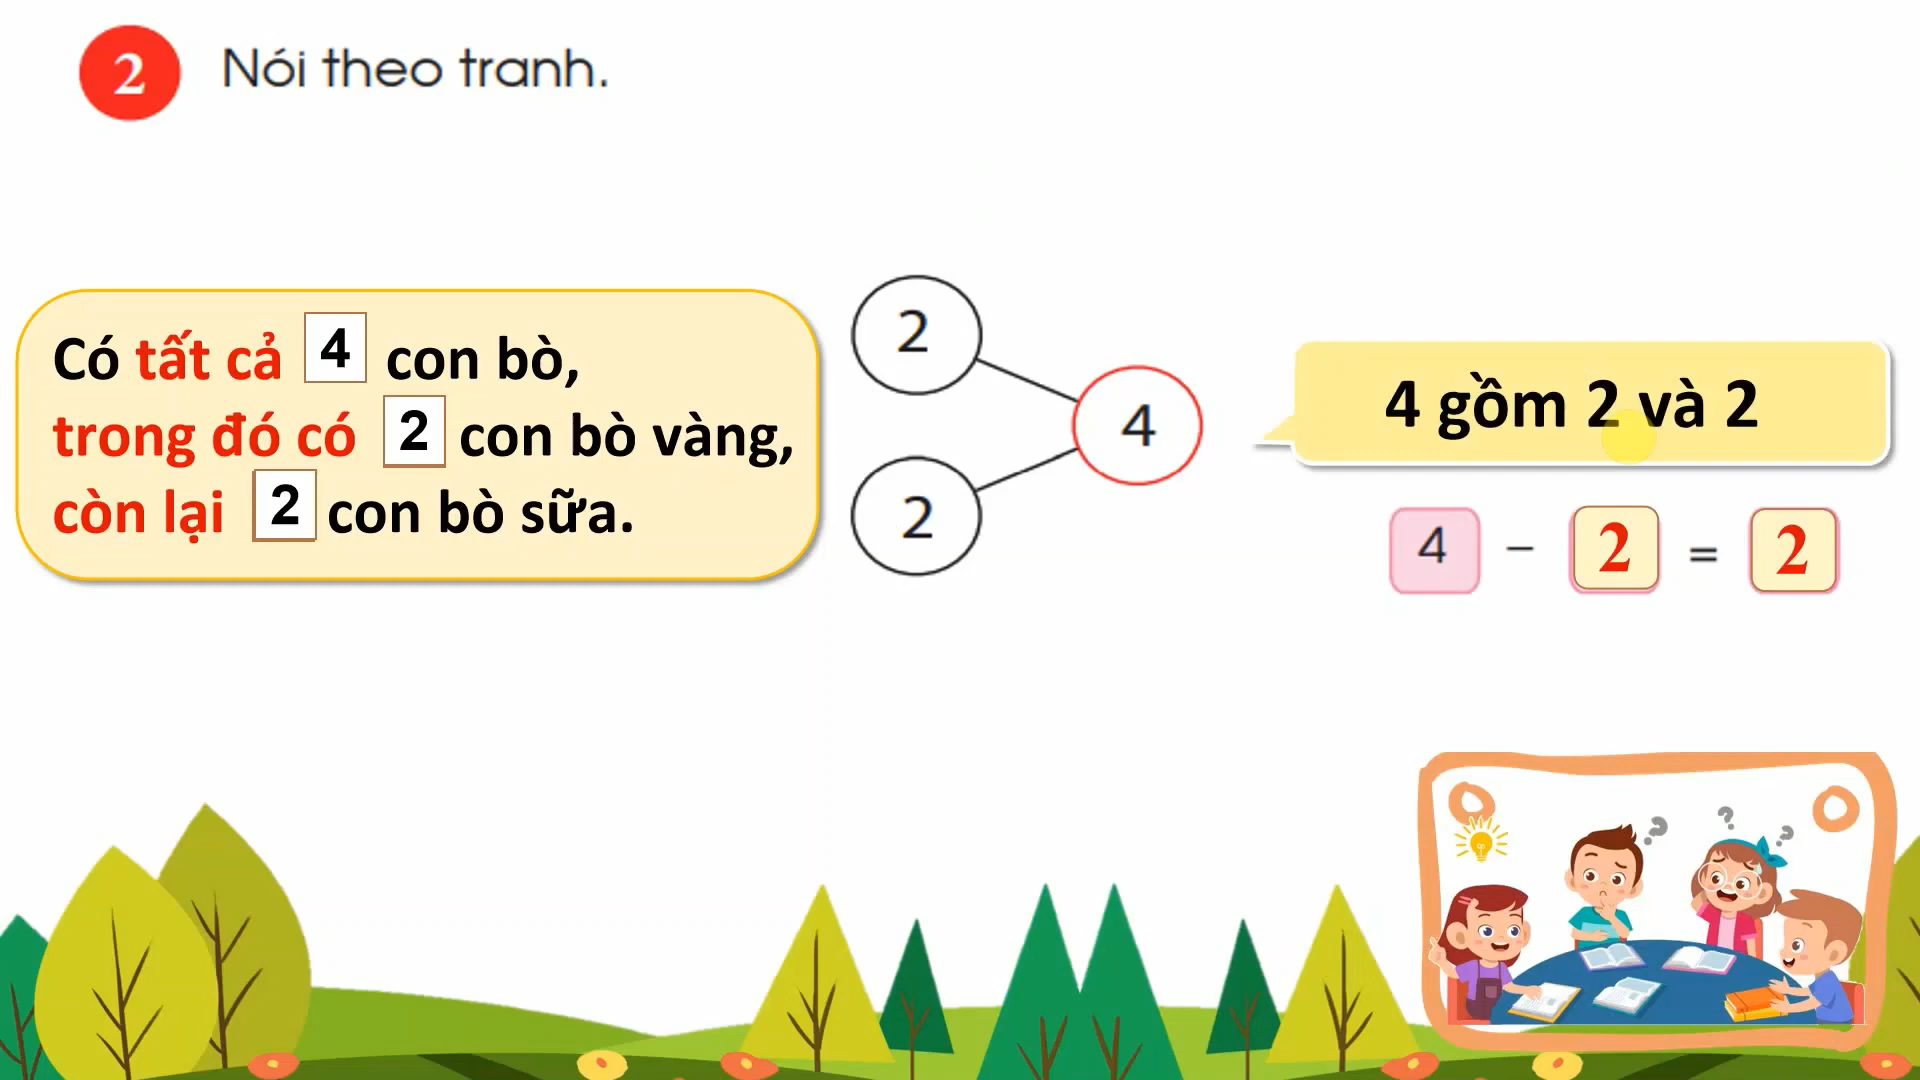 2 Nói theo tranh.
Có tất cả 4 con bò,
trong đó có 2 con bò vàng,
còn lại 2 con bò sữa.
2
2
4
4 gồm 2 và 2
4 − 2 = 2
? ? ?